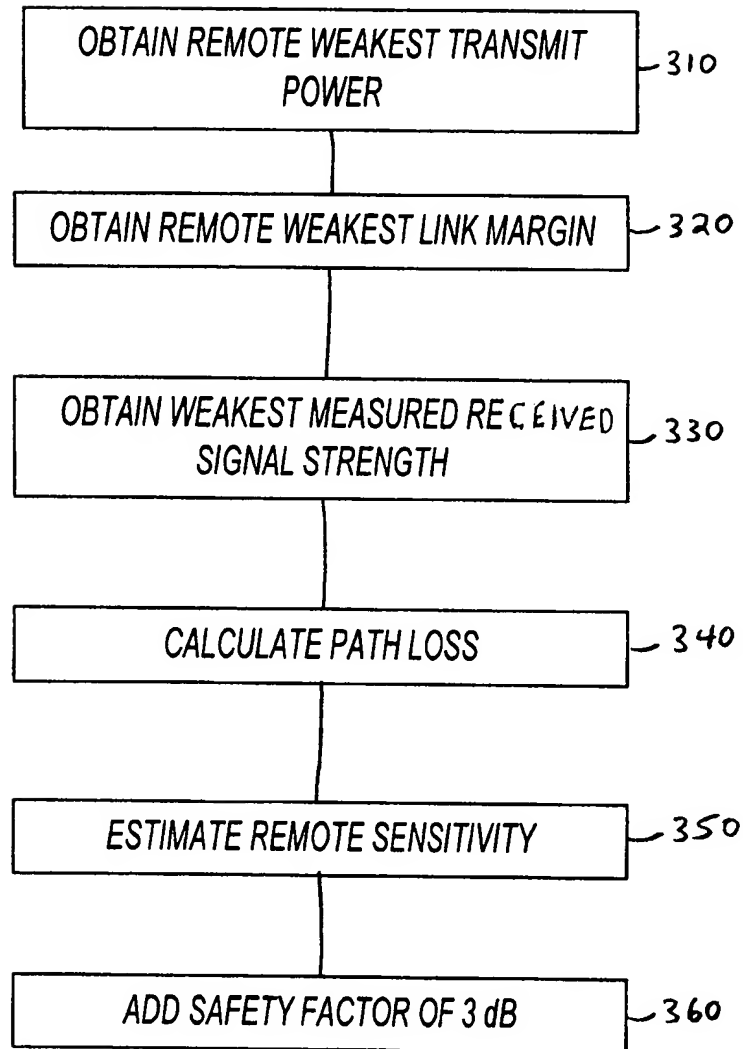 OBTAIN REMOTE WEAKEST TRANSMIT
POWER
310
OBTAIN REMOTE WEAKEST LINK MARGIN
320
OBTAIN WEAKEST MEASURED RECEIVED
SIGNAL STRENGTH
330
CALCULATE PATH LOSS
340
ESTIMATE REMOTE SENSITIVITY
350
ADD SAFETY FACTOR OF 3 dB
360